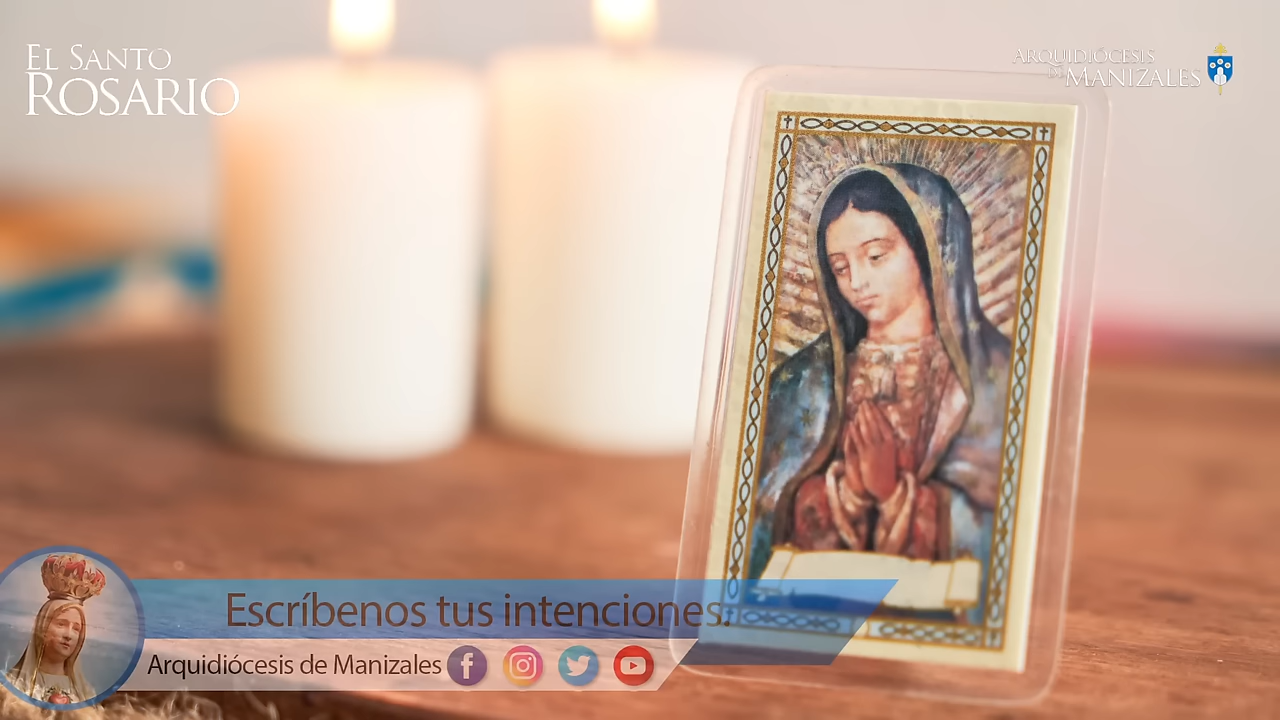 EL SANTO
ROSARIO
ARQUIDIÓCESIS
DE MANIZALES
Escríbenos tus intenciones.
Arquidiócesis de Manizales